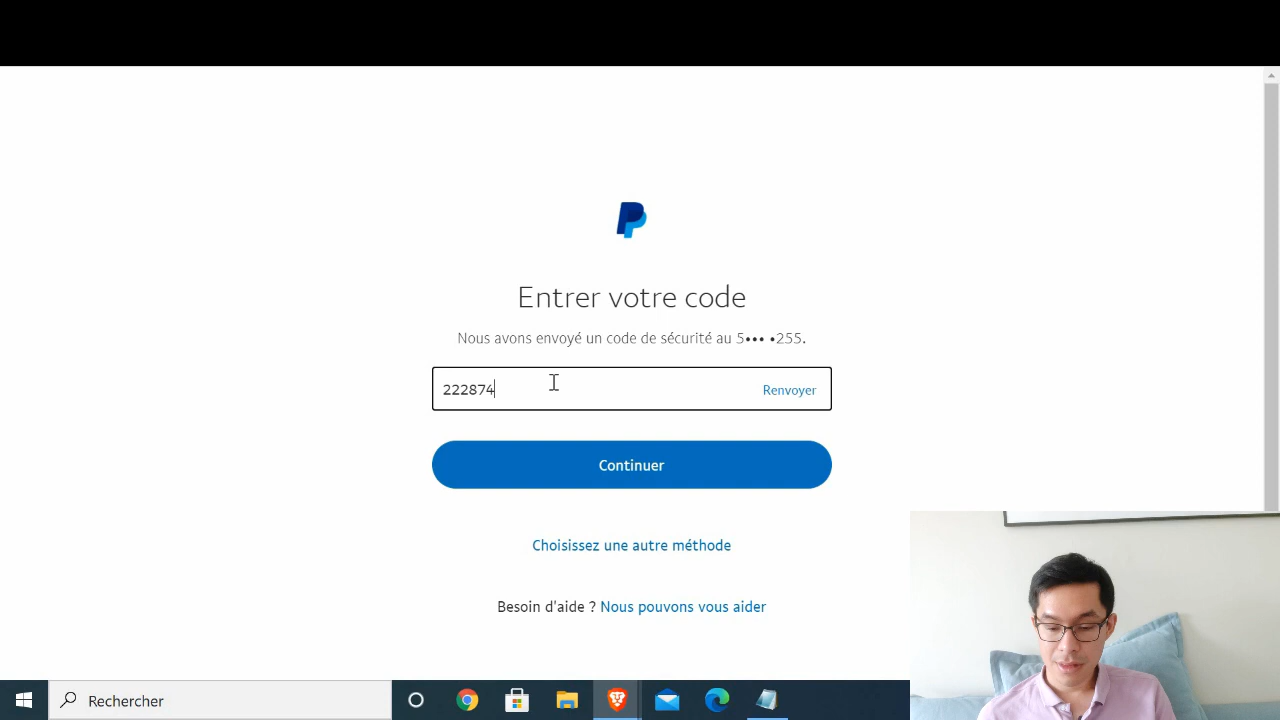 Entrer votre code
Nous avons envoyé un code de sécurité au 5••• •255.
222874
Renvoyer
Continuer
Choisissez une autre méthode
Besoin d'aide ? Nous pouvons vous aider
Rechercher